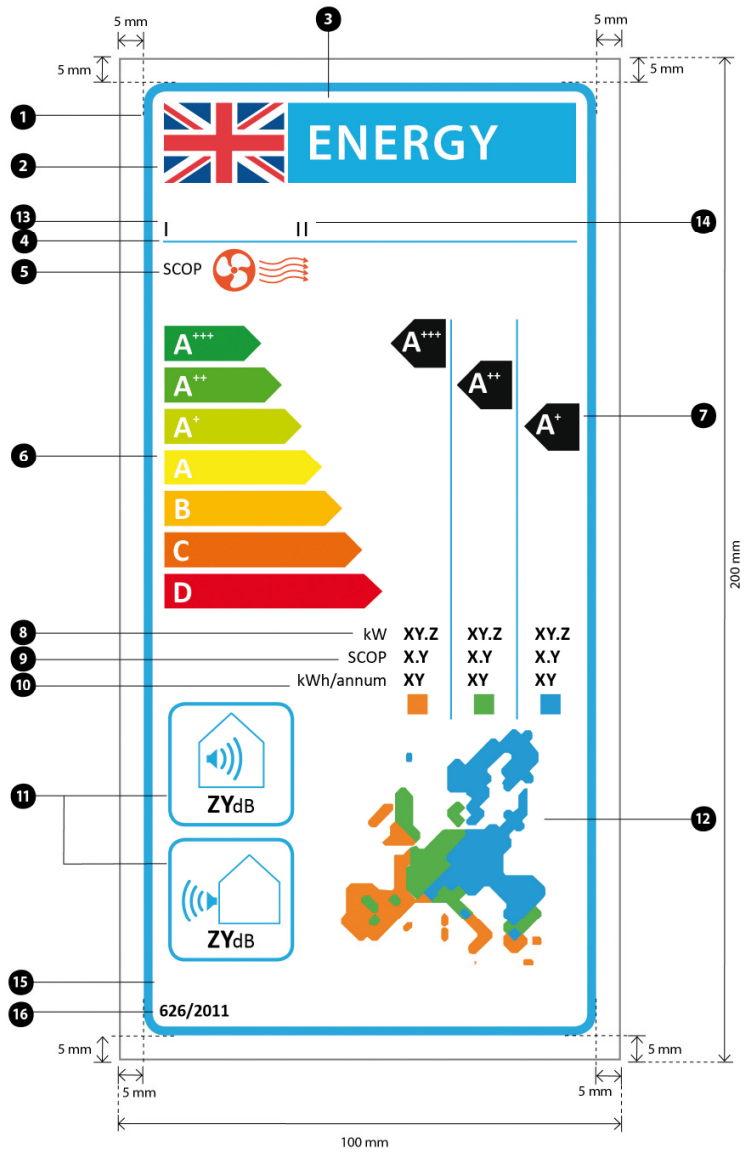 3
5 mm 5 mm
5 mm 5 mm
1
ENERGY
2
13
I II
14
4
5
SCOP
A+++ A+++
A++ A++
A+ A+
7
6
A
B
C
D
200 mm
8 kW XY.Z XY.Z XY.Z
9 SCOP X.Y X.Y X.Y
10 kWh/annum XY XY XY
11
ZYdB
12
ZYdB
15
16
626/2011
5 mm 5 mm
5 mm 5 mm
100 mm